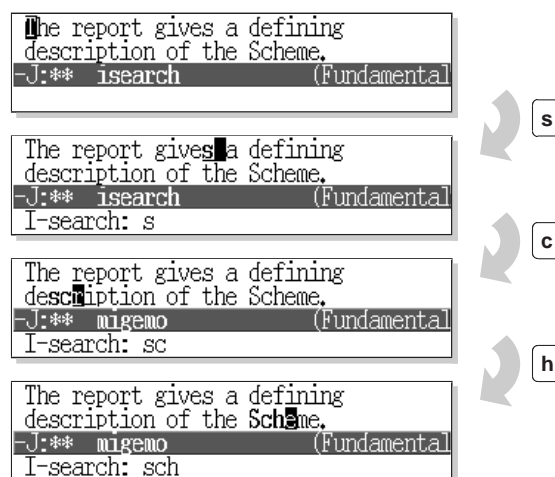 The report gives a defining
description of the Scheme.
-J:** isearch (Fundamental
s
The report gives a defining
description of the Scheme.
-J:** isearch (Fundamental
I-search: s
c
The report gives a defining
description of the Scheme.
-J:** migemo (Fundamental
I-search: sc
h
The report gives a defining
description of the Scheme.
-J:** migemo (Fundamental
I-search: sch